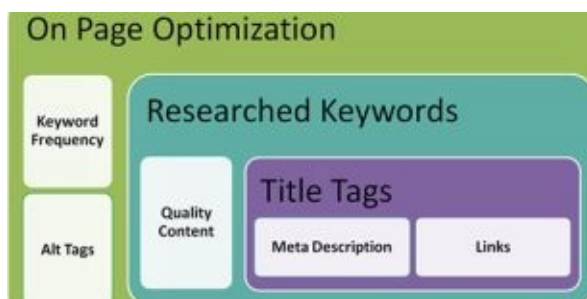 On Page Optimization
Keyword
Frequency
Researched Keywords
Quality
Content
Title Tags
Meta Description
Links
Alt Tags